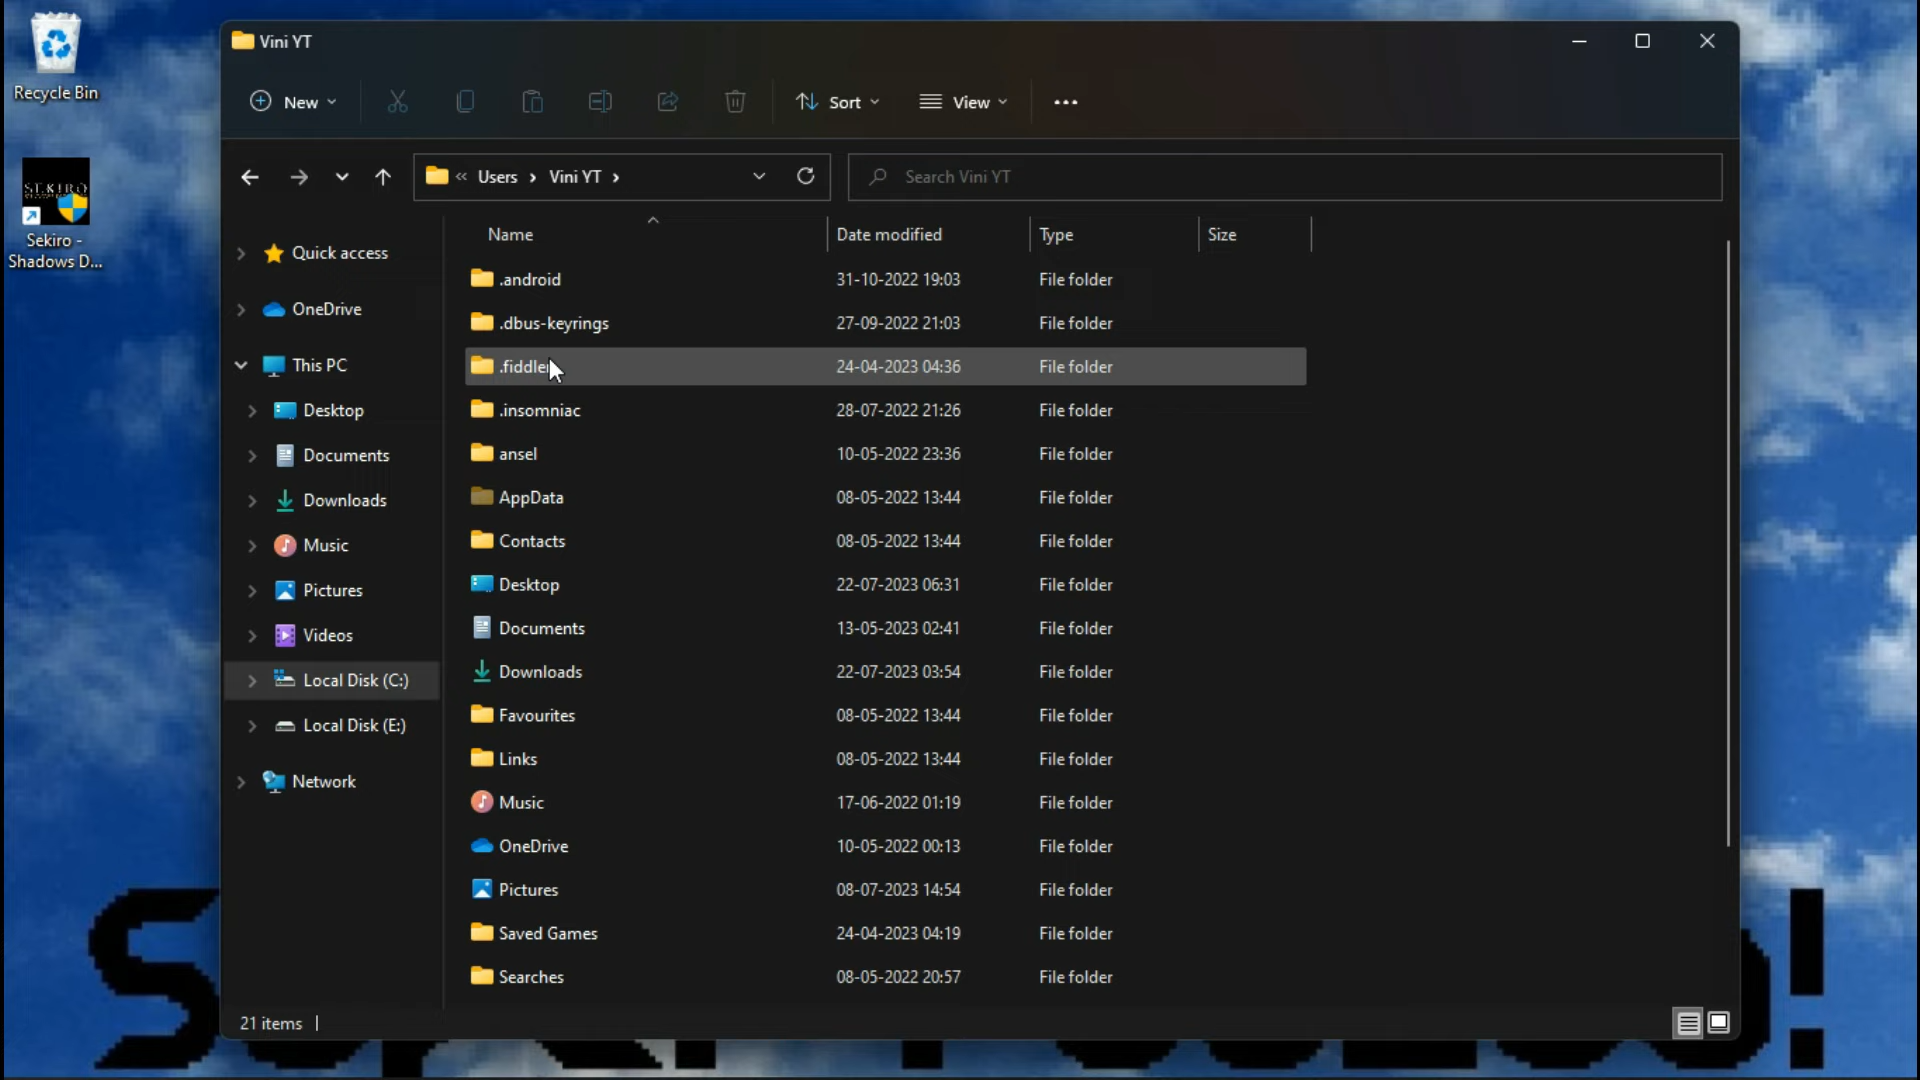 Recycle Bin
SEKIRO
Sekiro -
Shadows D...
Vini YT
New
Sort
View
Users
Vini YT
Search Vini YT
Quick access
OneDrive
This PC
Desktop
Documents
Downloads
Music
Pictures
Videos
Local Disk (C:)
Local Disk (E:)
Network
Name Date modified Type Size
.android 31-10-2022 19:03 File folder
.dbus-keyrings 27-09-2022 21:03 File folder
.fiddler 24-04-2023 04:36 File folder
.insomniac 28-07-2022 21:26 File folder
ansel 10-05-2022 23:36 File folder
AppData 08-05-2022 13:44 File folder
Contacts 08-05-2022 13:44 File folder
Desktop 22-07-2023 06:31 File folder
Documents 13-05-2023 02:41 File folder
Downloads 22-07-2023 03:54 File folder
Favourites 08-05-2022 13:44 File folder
Links 08-05-2022 13:44 File folder
Music 17-06-2022 01:19 File folder
OneDrive 10-05-2022 00:13 File folder
Pictures 08-07-2023 14:54 File folder
Saved Games 24-04-2023 04:19 File folder
Searches 08-05-2022 20:57 File folder
21 items